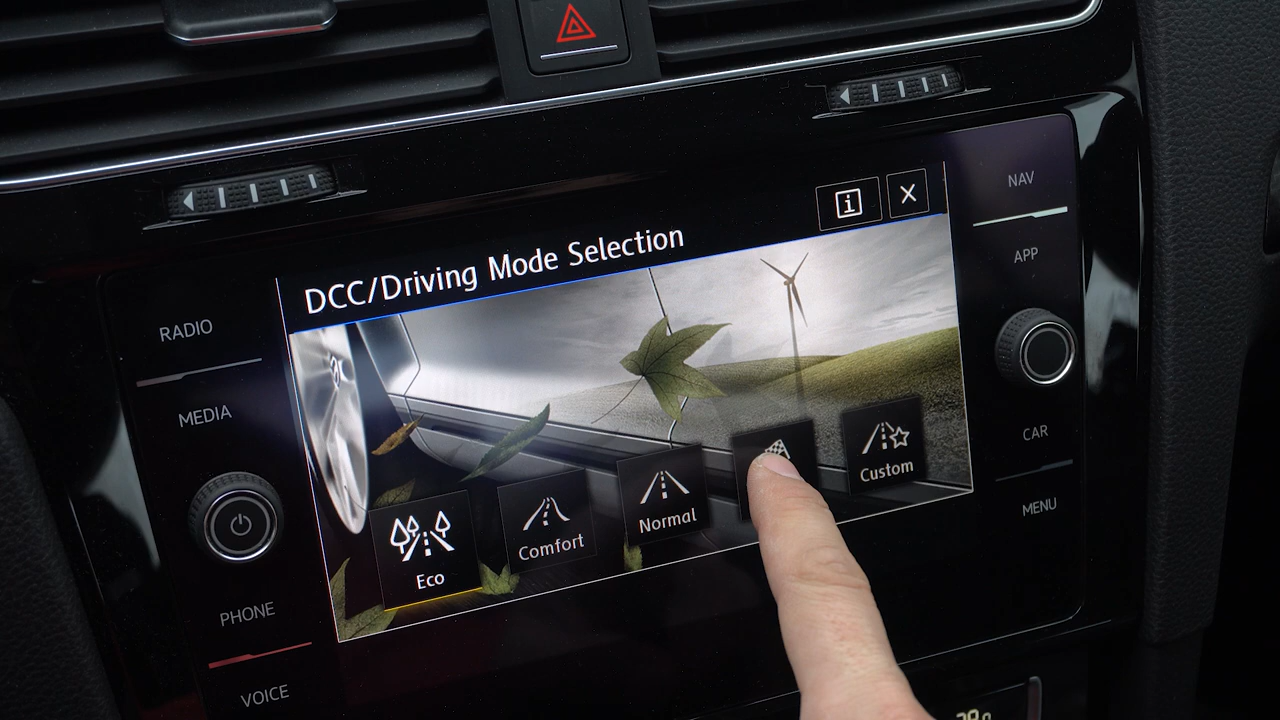 DCC/Driving Mode Selection
i
X
RADIO
MEDIA
PHONE
VOICE
Eco
Comfort
Normal
Custom
NAV
APP
CAR
MENU